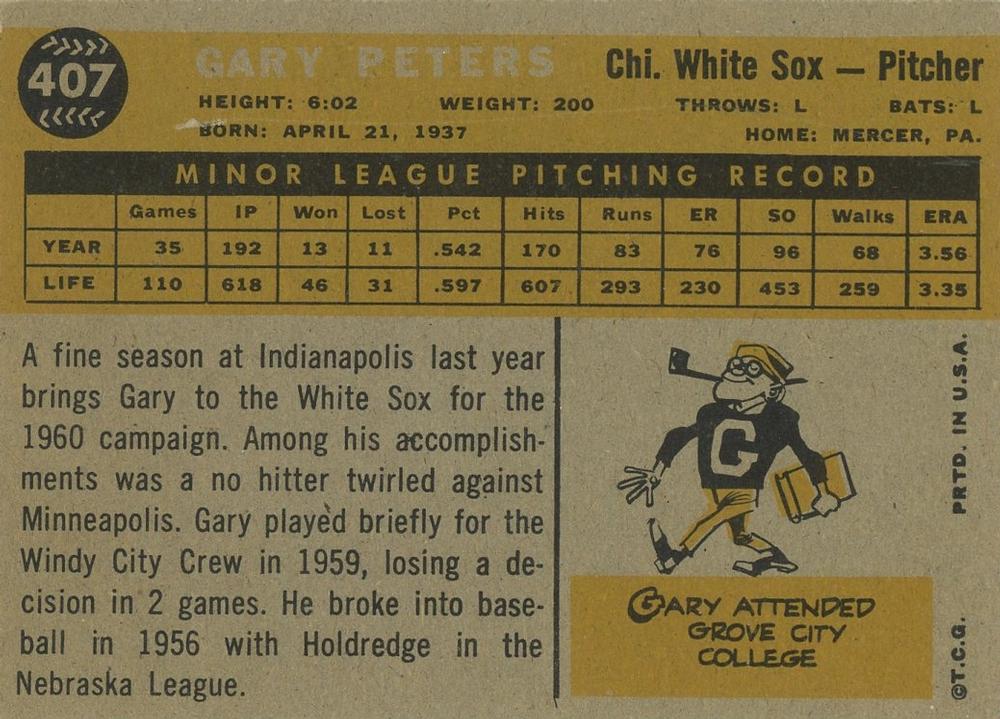 407
GARY PETERS
Chi. White Sox — Pitcher
HEIGHT: 6:02 WEIGHT: 200 THROWS: L BATS: L
BORN: APRIL 21, 1937 HOME: MERCER, PA.
MINOR LEAGUE PITCHING RECORD
Games IP Won Lost Pct Hits Runs ER SO Walks ERA
YEAR 35 192 13 11 .542 170 83 76 96 68 3.56
LIFE 110 618 46 31 .597 607 293 230 453 259 3.35
A fine season at Indianapolis last year
brings Gary to the White Sox for the
1960 campaign. Among his accomplish-
ments was a no hitter twirled against
Minneapolis. Gary played briefly for the
Windy City Crew in 1959, losing a de-
cision in 2 games. He broke into base-
ball in 1956 with Holdredge in the
Nebraska League.
G
GARY ATTENDED
GROVE CITY
COLLEGE
©T.C.G. PRTD. IN U.S.A.